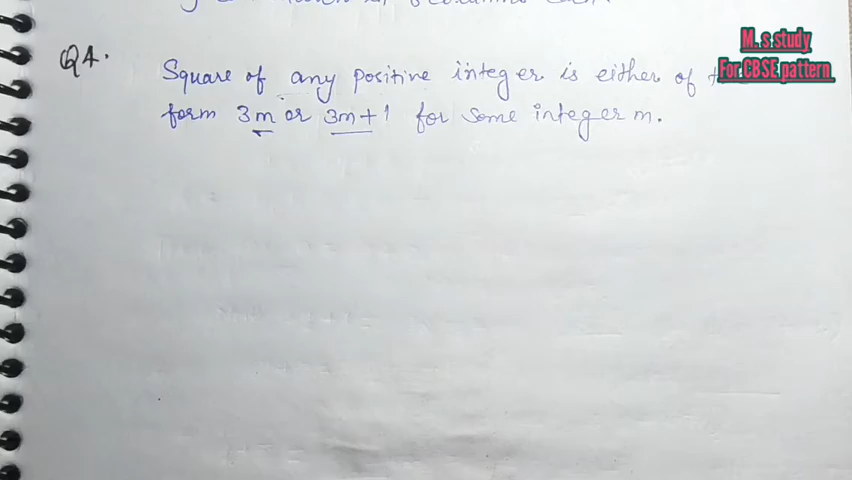 Q4.
Square of any positive integer is either of
form 3m or 3m+1 for some integer m.
M. s study
For CBSE pattern